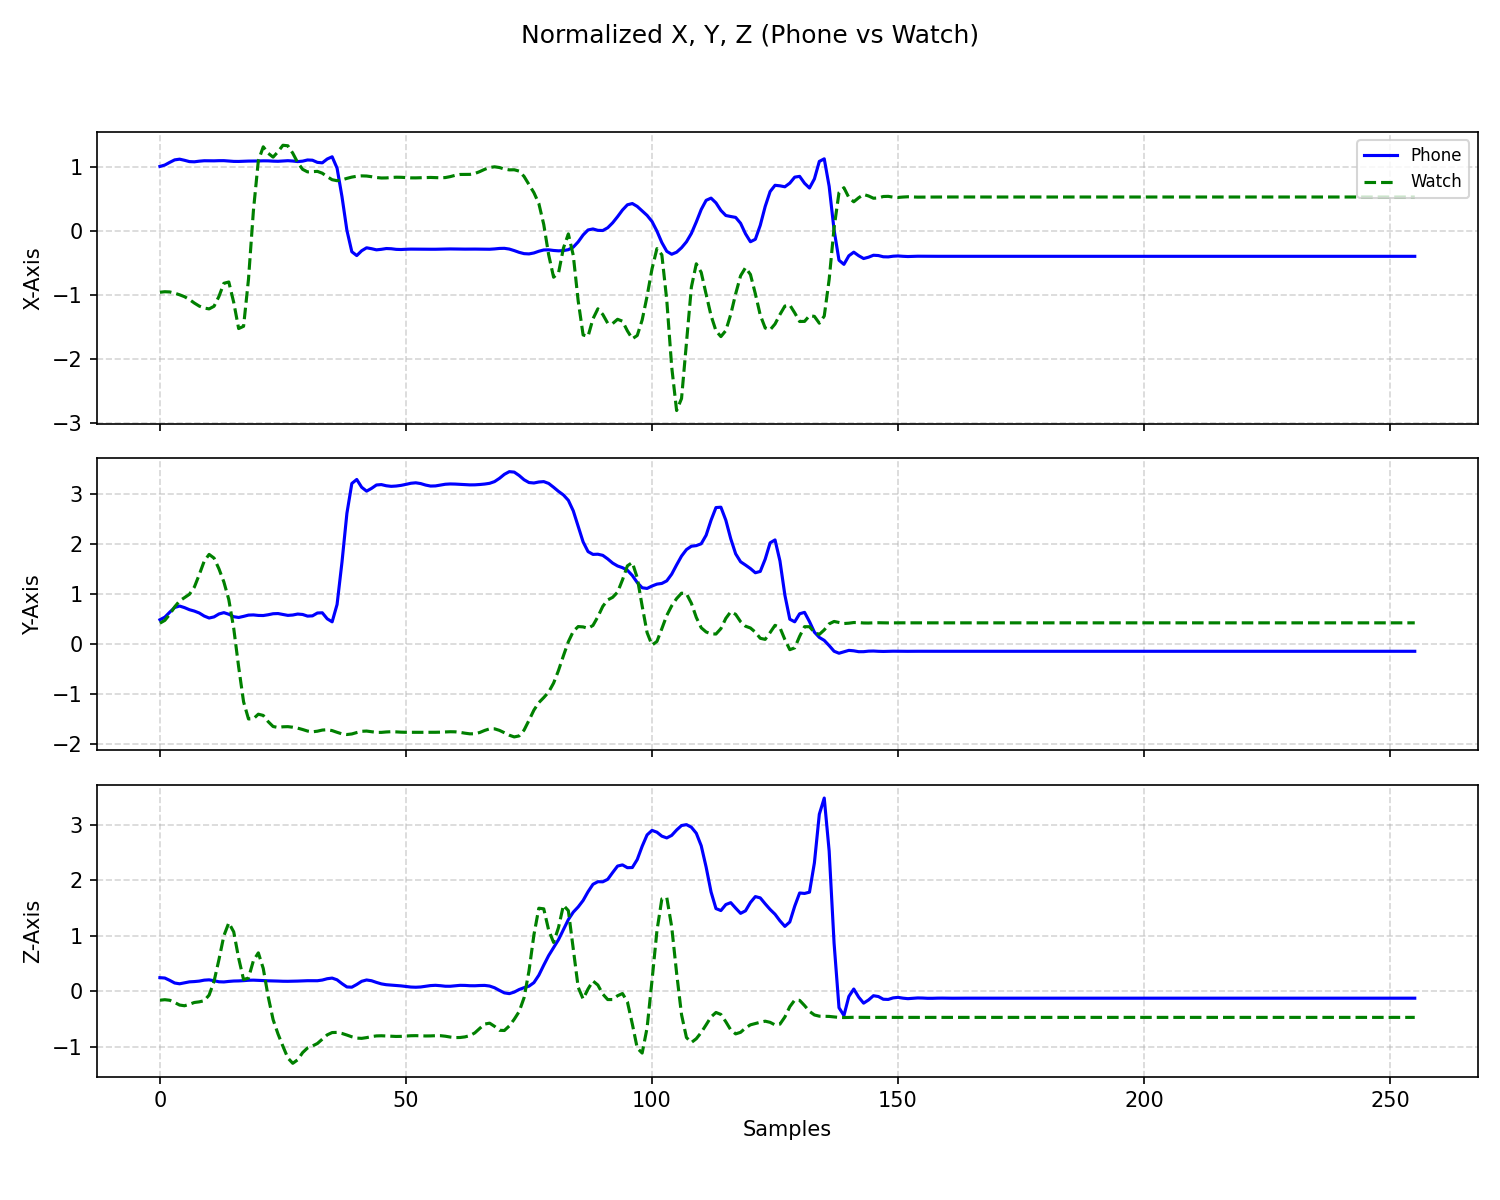 Normalized X, Y, Z (Phone vs Watch)
X-Axis
1
0
−1
−2
−3
Phone
Watch
Y-Axis
3
2
1
0
−1
−2
Z-Axis
3
2
1
0
−1
0 50 100 150 200 250
Samples